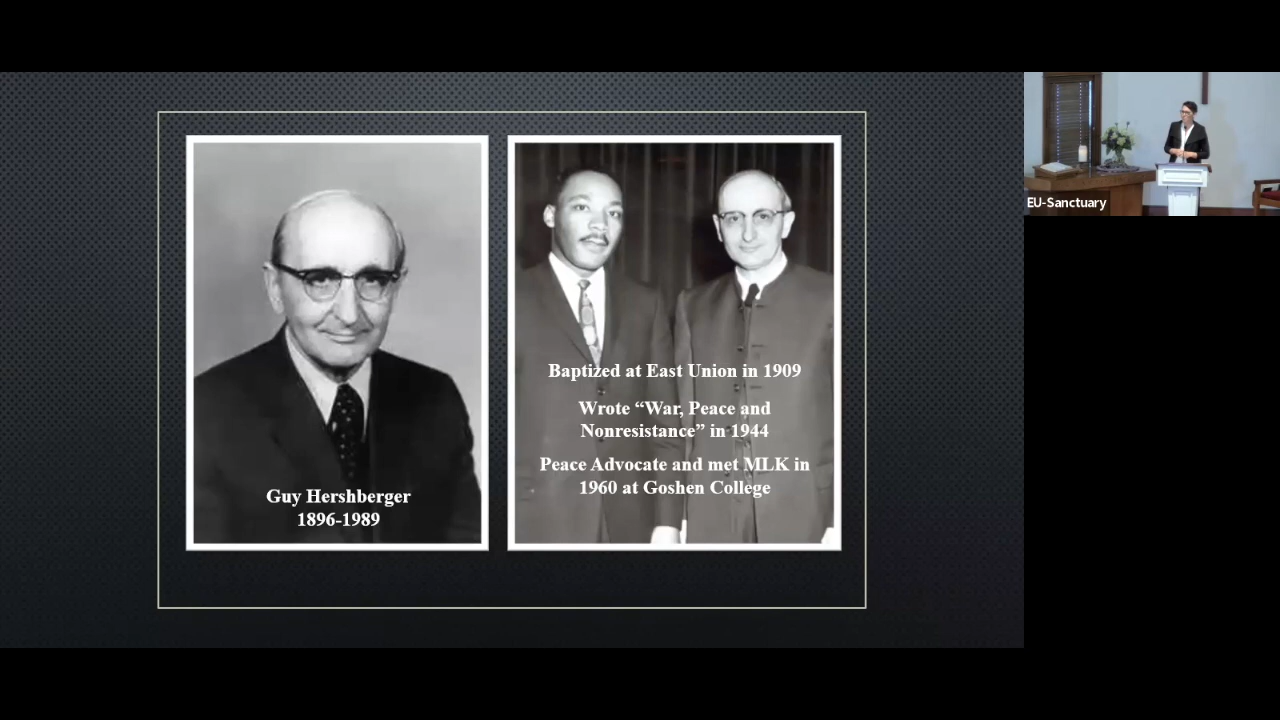 Guy Hershberger
1896-1989
Baptized at East Union in 1909
Wrote “War, Peace and
Nonresistance” in 1944
Peace Advocate and met MLK in
1960 at Goshen College
EU-Sanctuary